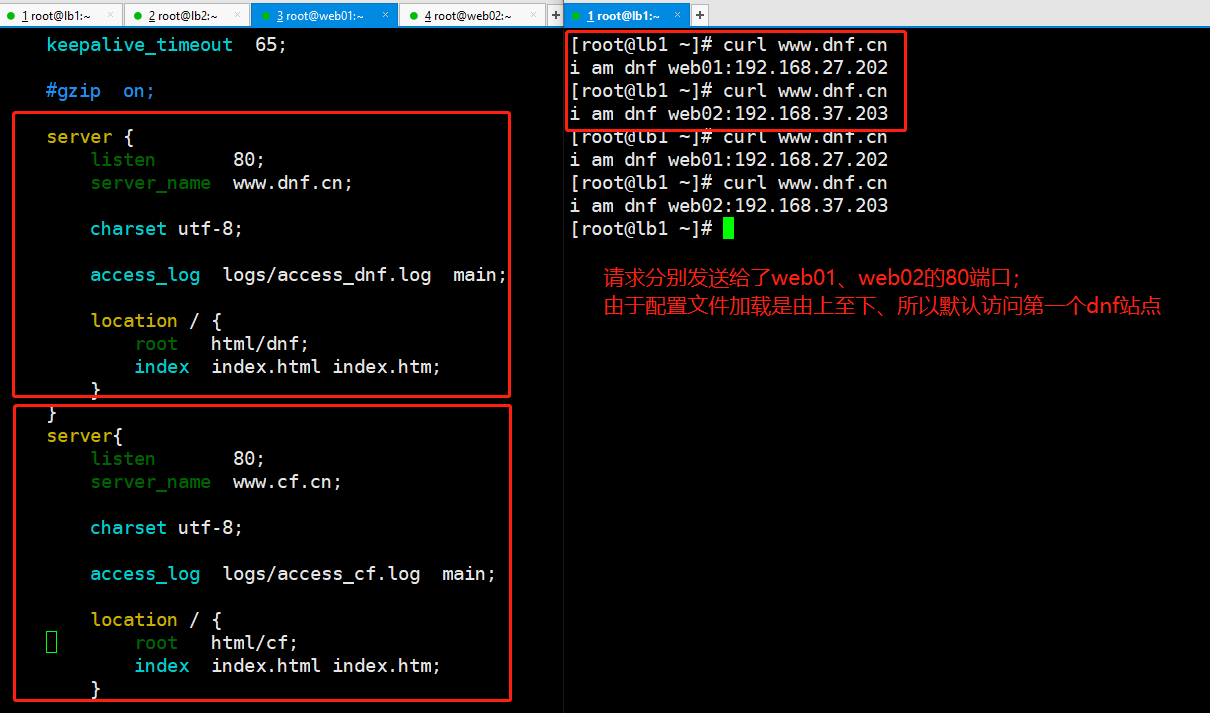 1 root@lb1:~ × 2 root@lb2:~ × 3 root@web01:~ × 4 root@web02:~ × + 1 root@lb1:~ × +
keepalive_timeout 65;
#gzip on;
server {
listen 80;
server_name www.dnf.cn;
charset utf-8;
access_log logs/access_dnf.log main;
location / {
root html/dnf;
index index.html index.htm;
}
}
server{
listen 80;
server_name www.cf.cn;
charset utf-8;
access_log logs/access_cf.log main;
location / {
root html/cf;
index index.html index.htm;
}
[root@lb1 ~]# curl www.dnf.cn
i am dnf web01:192.168.27.202
[root@lb1 ~]# curl www.dnf.cn
i am dnf web02:192.168.37.203
[root@lb1 ~]# curl www.dnf.cn
i am dnf web01:192.168.27.202
[root@lb1 ~]# curl www.dnf.cn
i am dnf web02:192.168.37.203
[root@lb1 ~]#
请求分别发送给了web01、web02的80端口;
由于配置文件加载是由上至下、所以默认访问第一个dnf站点